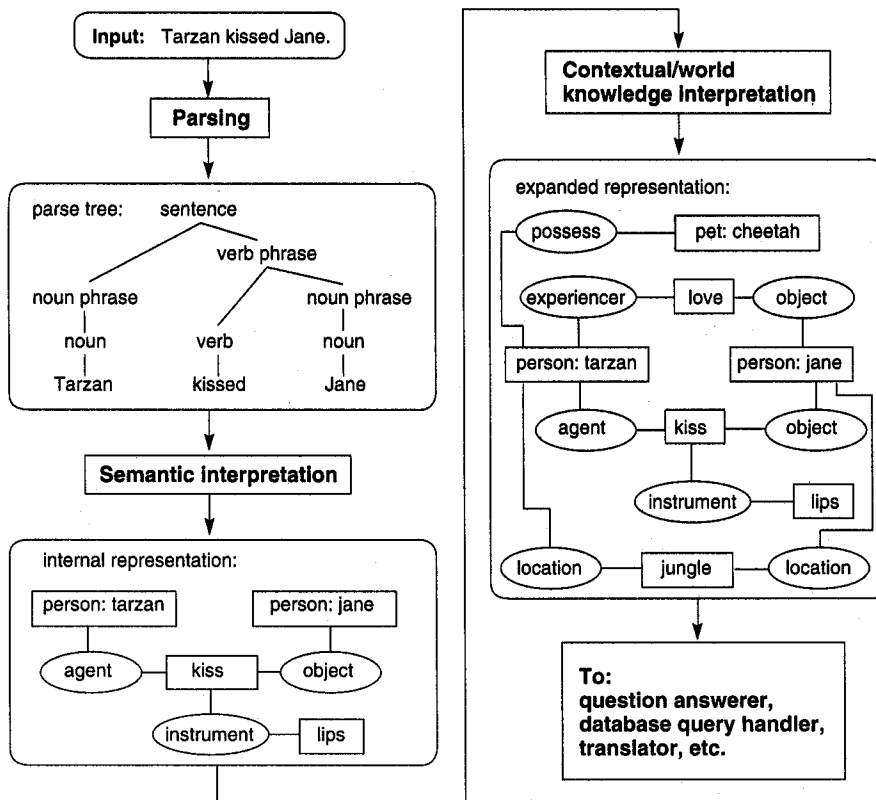 Input: Tarzan kissed Jane.
Parsing
parse tree: sentence
verb phrase
noun phrase noun phrase
noun verb noun
Tarzan kissed Jane
Semantic interpretation
internal representation:
person: tarzan person: jane
agent kiss object
instrument lips
Contextual/world
knowledge interpretation
expanded representation:
possess pet: cheetah
experiencer love object
person: tarzan person: jane
agent kiss object
instrument lips
location jungle location
To:
question answerer,
database query handler,
translator, etc.